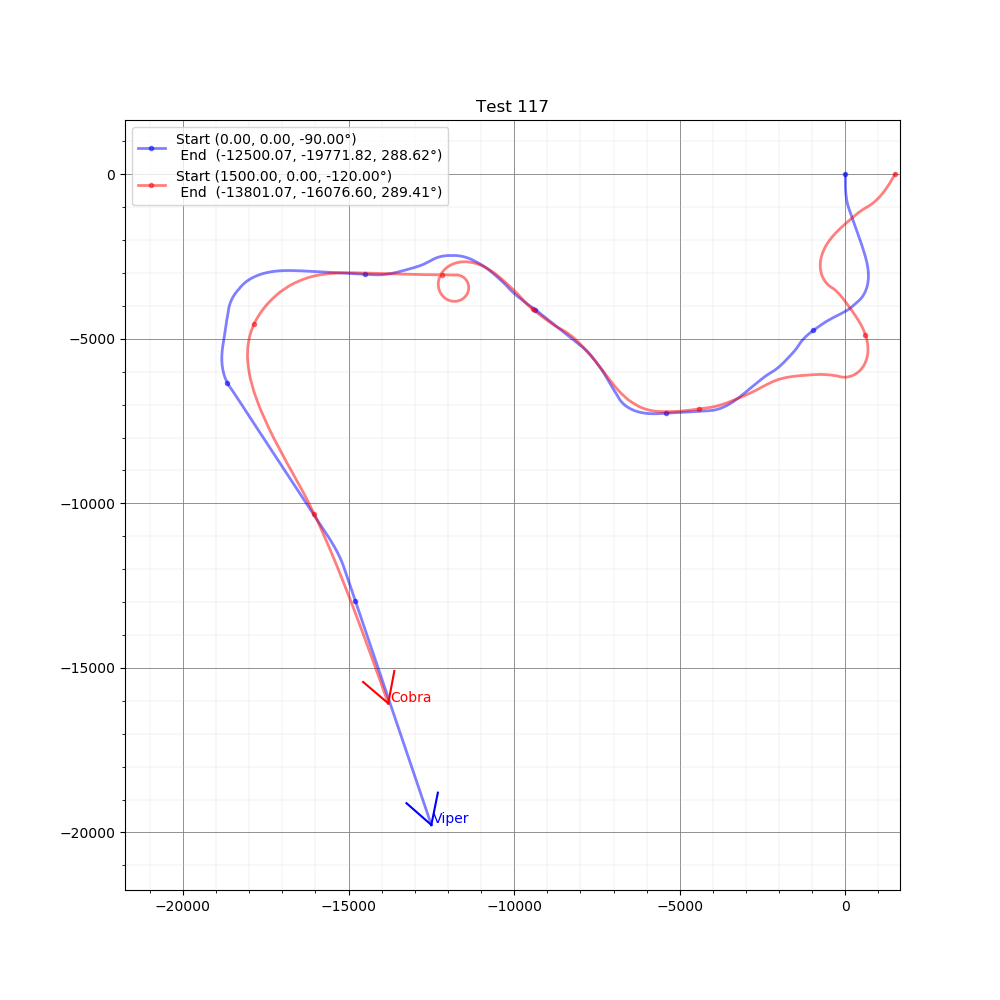 Test 117
Start (0.00, 0.00, -90.00°)
End  (-12500.07, -19771.82, 288.62°)
Start (1500.00, 0.00, -120.00°)
End  (-13801.07, -16076.60, 289.41°)
0
−5000
−10000
−15000
−20000
Cobra
Viper
−20000 −15000 −10000 −5000 0